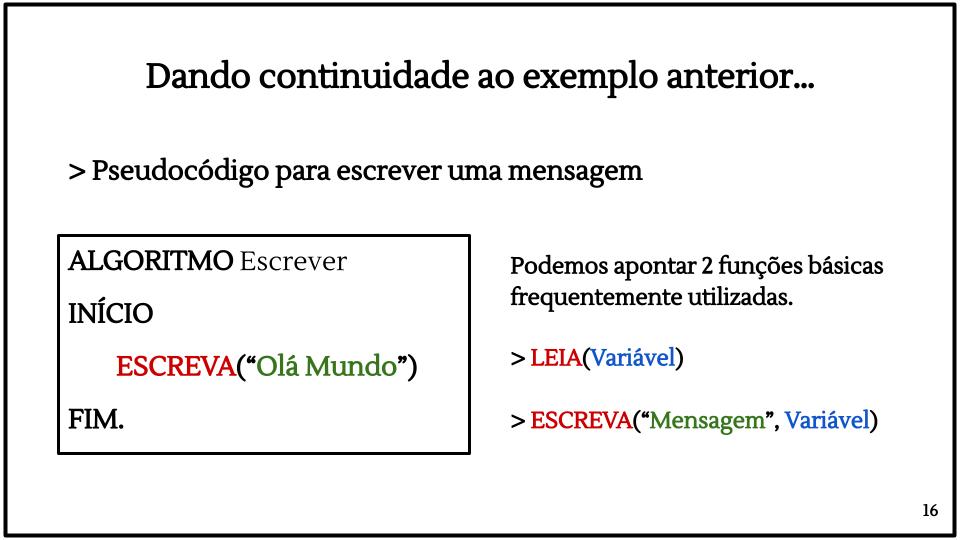 Dando continuidade ao exemplo anterior...
> Pseudocódigo para escrever uma mensagem
ALGORITMO Escrever
INÍCIO
ESCREVA(“Olá Mundo”)
FIM.
Podemos apontar 2 funções básicas
frequentemente utilizadas.
> LEIA(Variável)
> ESCREVA(“Mensagem”, Variável)
16